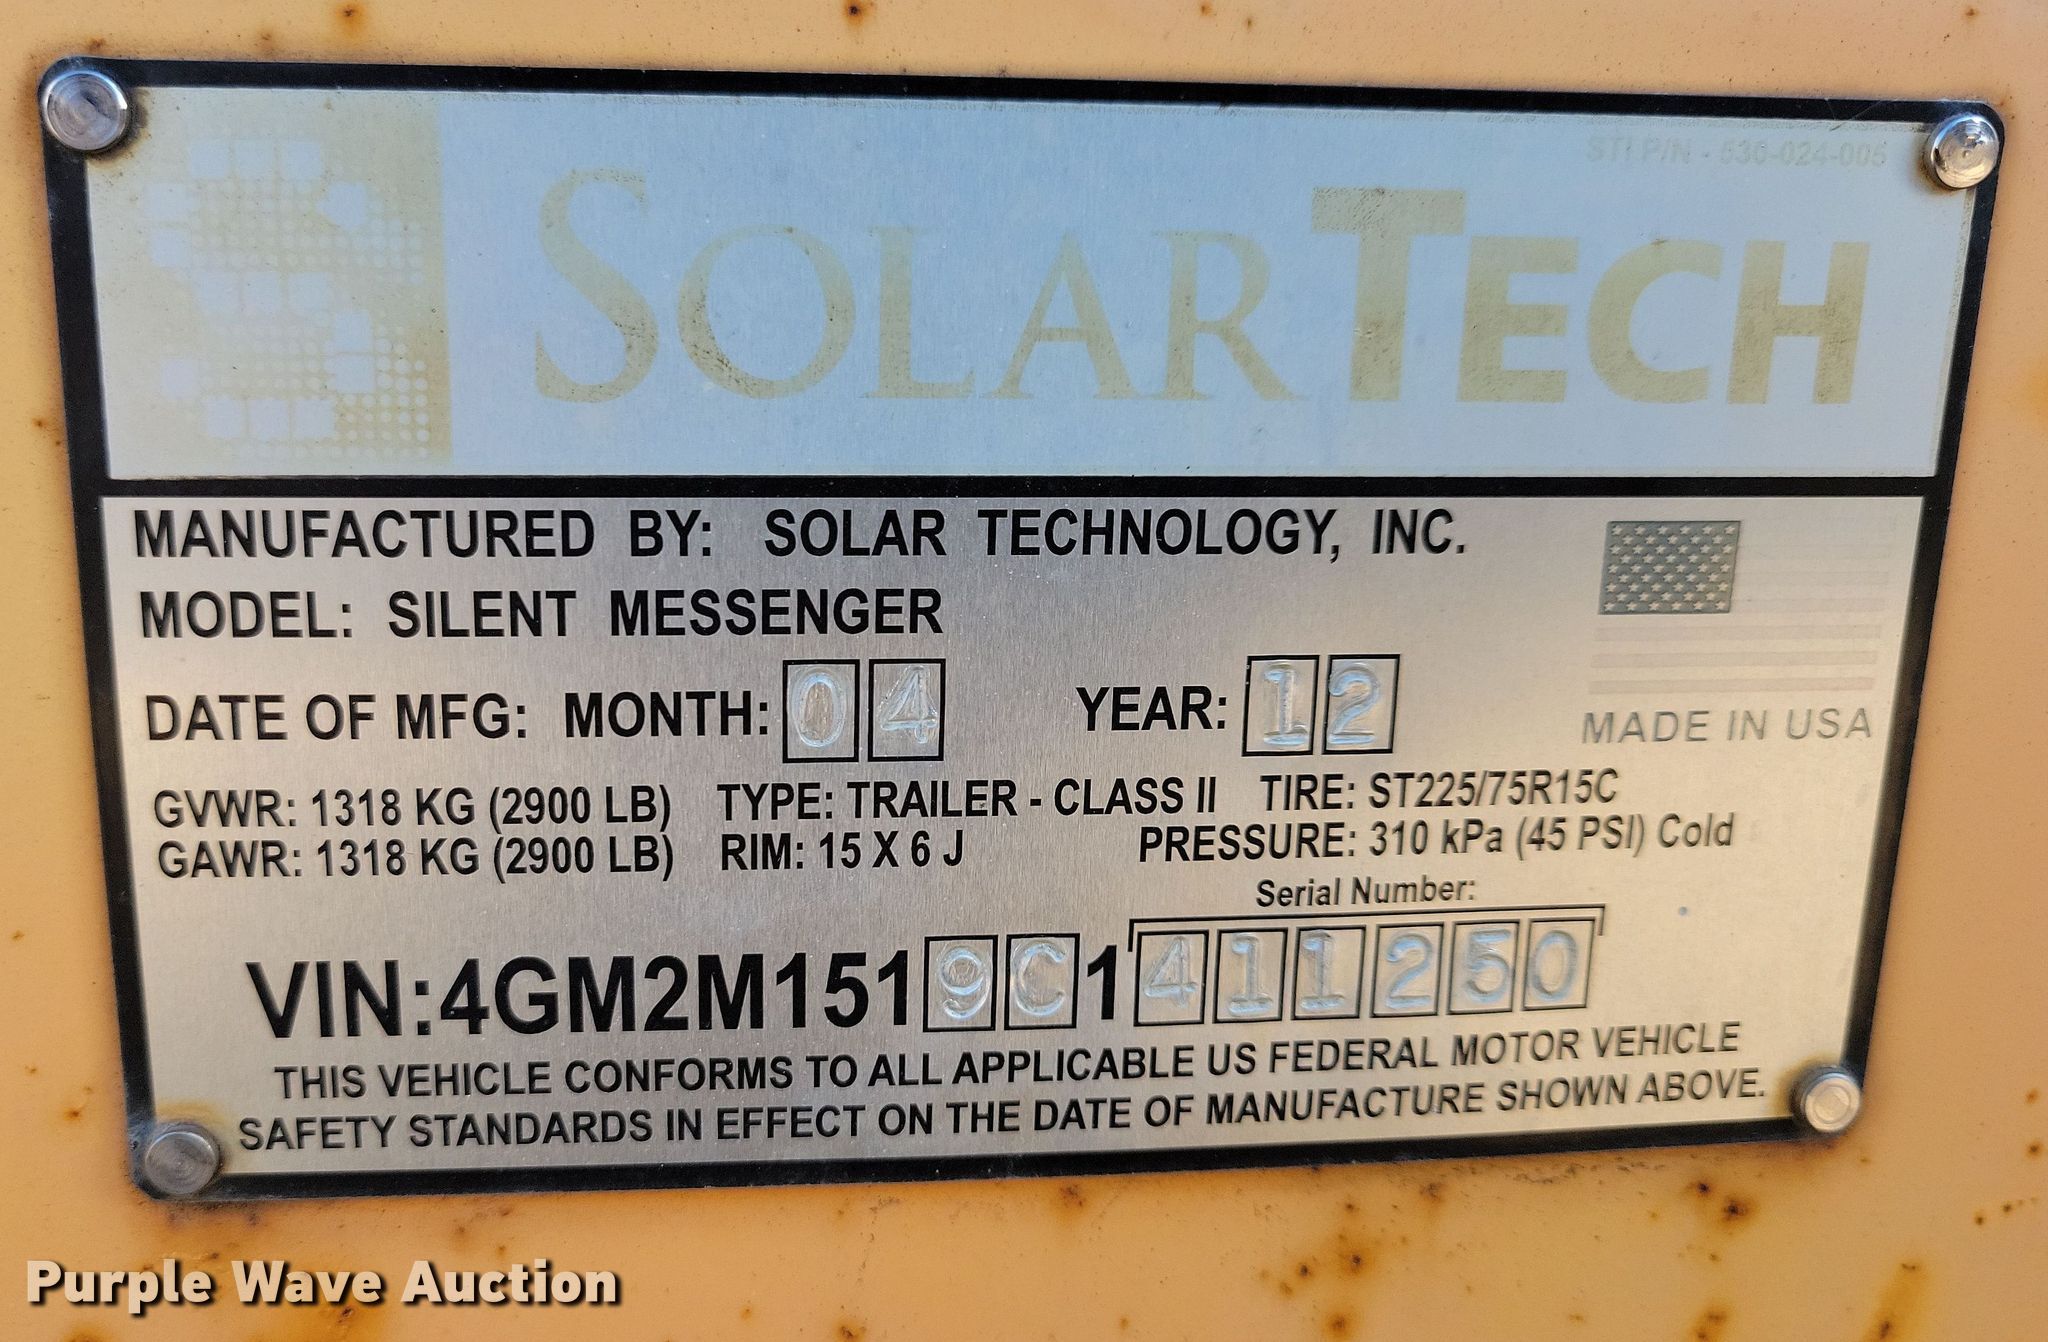 STI P/N - 530-024-005
SOLARTECH
MANUFACTURED BY: SOLAR TECHNOLOGY, INC.
MODEL: SILENT MESSENGER
DATE OF MFG: MONTH: 04 YEAR: 12
MADE IN USA
GVWR: 1318 KG (2900 LB) TYPE: TRAILER - CLASS II TIRE: ST225/75R15C
GAWR: 1318 KG (2900 LB) RIM: 15 X 6 J PRESSURE: 310 kPa (45 PSI) Cold
Serial Number:
VIN:4GM2M1519C1411250
THIS VEHICLE CONFORMS TO ALL APPLICABLE US FEDERAL MOTOR VEHICLE
SAFETY STANDARDS IN EFFECT ON THE DATE OF MANUFACTURE SHOWN ABOVE.
Purple Wave Auction